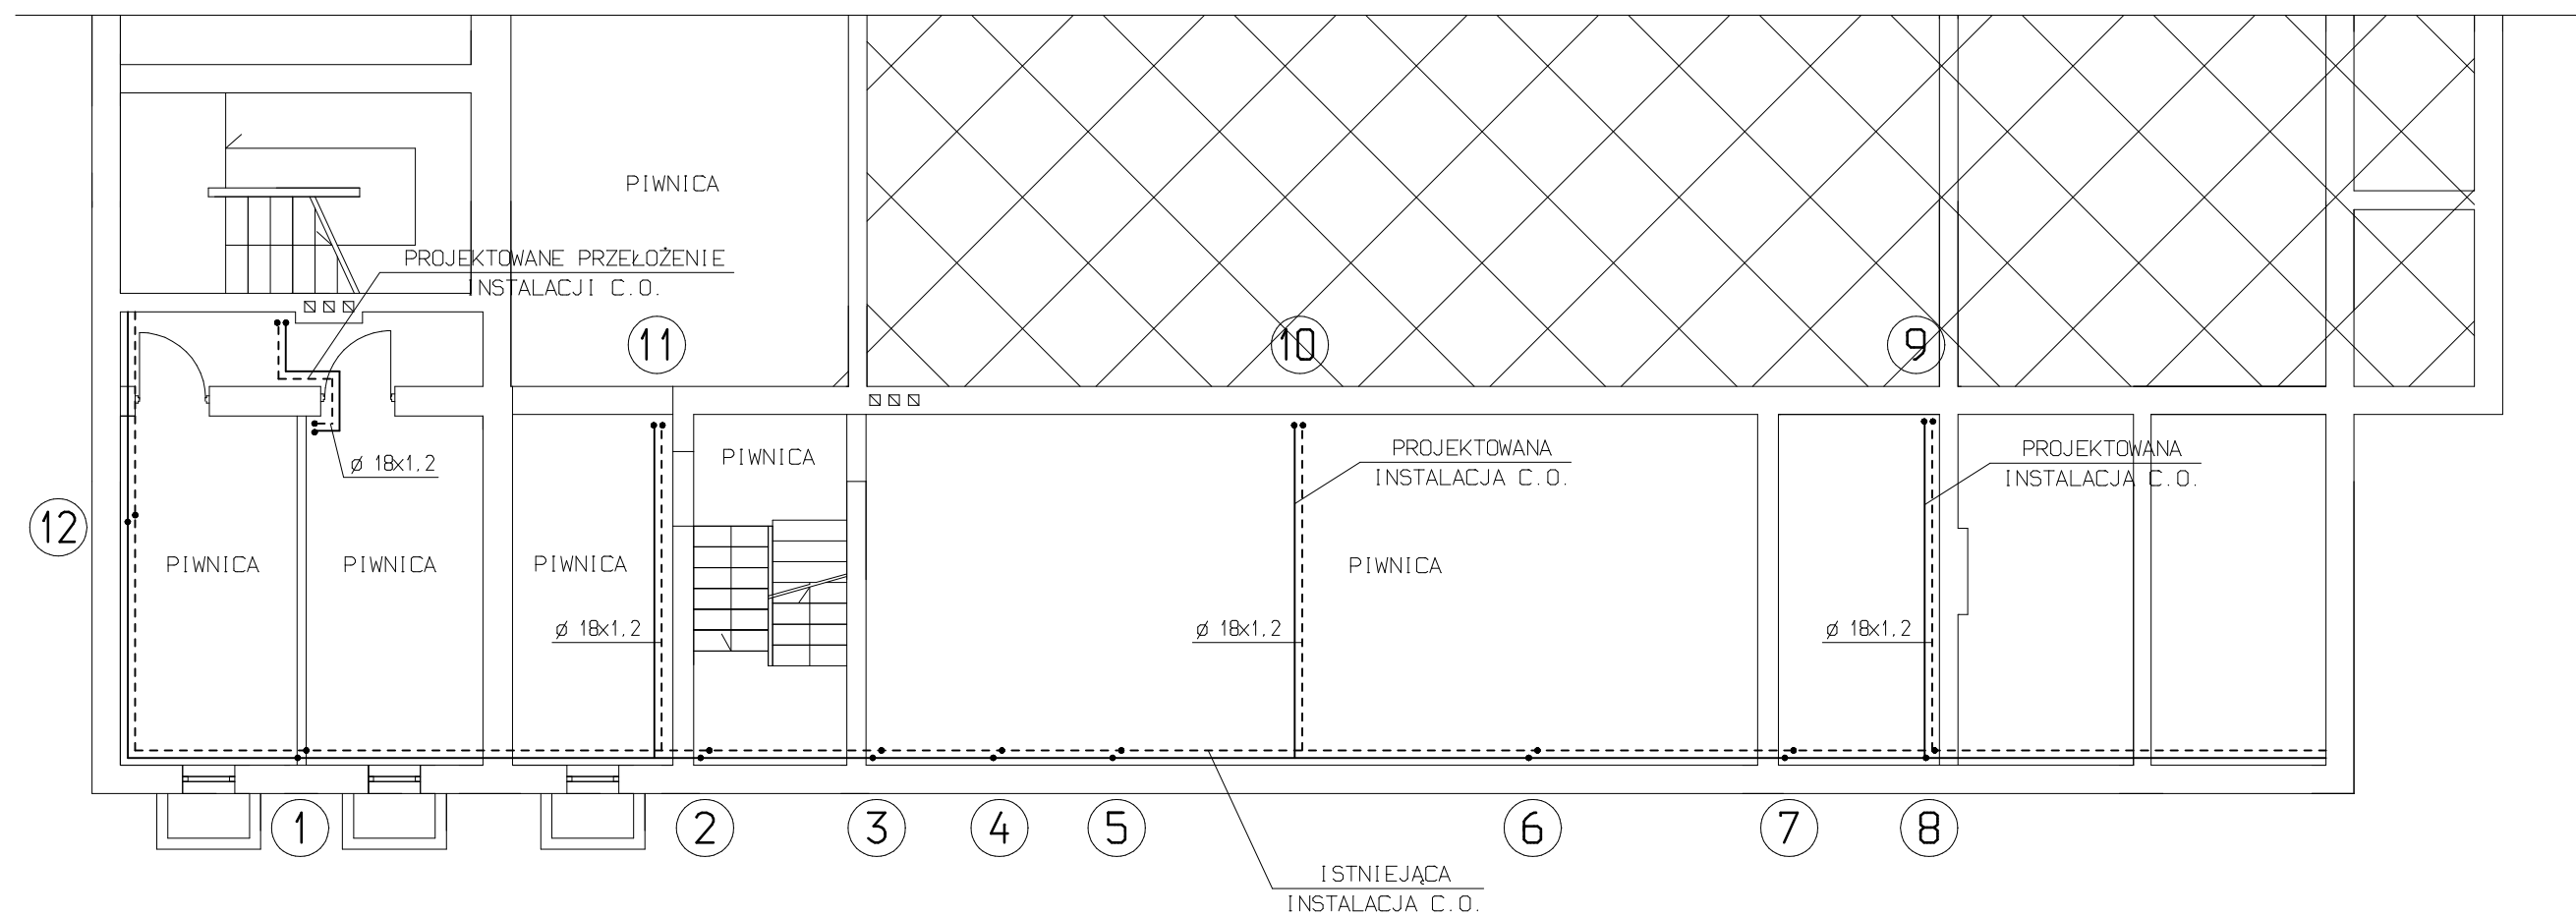 PIWNICA
PROJEKTOWANE PRZEŁOŻENIE
INSTALACJI C.O.
11
10
9
PIWNICA
PROJEKTOWANA
INSTALACJA C.O.
PROJEKTOWANA
INSTALACJA C.O.
ø 18x1,2
12
PIWNICA
PIWNICA
PIWNICA
PIWNICA
ø 18x1,2
ø 18x1,2
ø 18x1,2
1
2
3
4
5
6
7
8
ISTNIEJĄCA
INSTALACJA C.O.